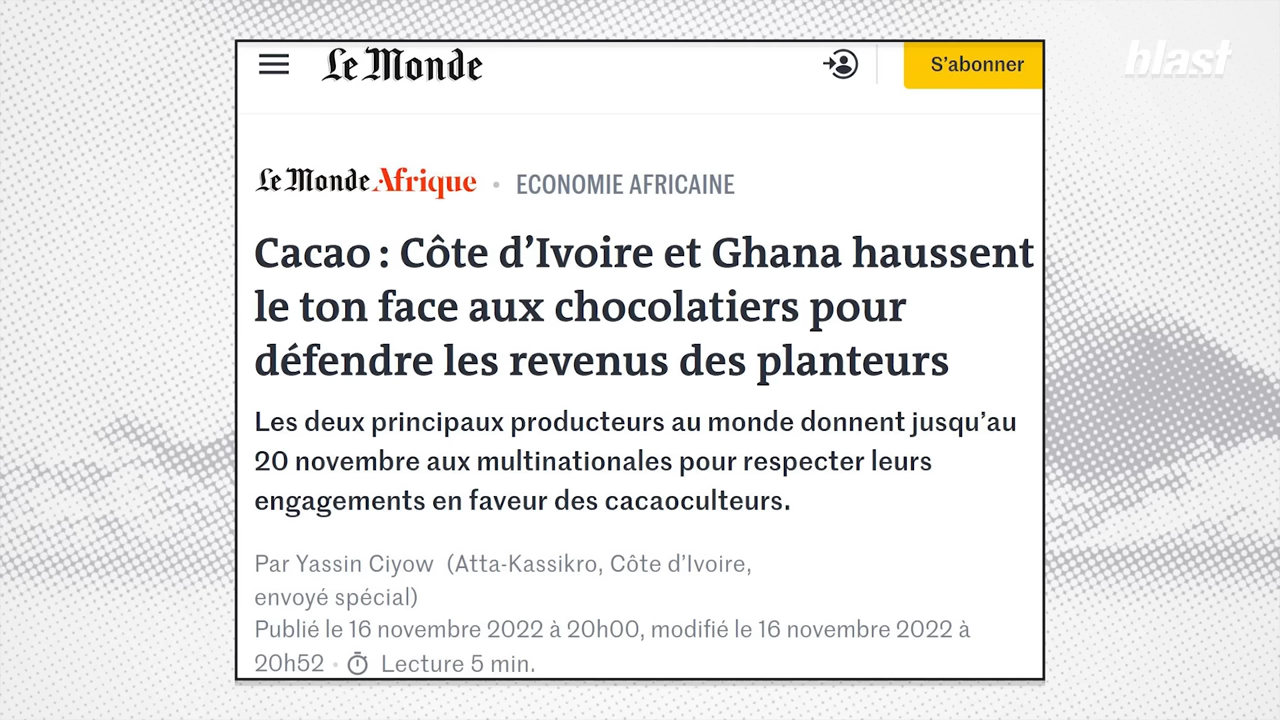 Le Monde
S'abonner
blast
Le Monde Afrique • ECONOMIE AFRICAINE
Cacao : Côte d'Ivoire et Ghana haussent
le ton face aux chocolatiers pour
défendre les revenus des planteurs
Les deux principaux producteurs au monde donnent jusqu'au
20 novembre aux multinationales pour respecter leurs
engagements en faveur des cacaoculteurs.
Par Yassin Ciyow (Atta-Kassikro, Côte d'Ivoire,
envoyé spécial)
Publié le 16 novembre 2022 à 20h00, modifié le 16 novembre 2022 à
20h52 • Lecture 5 min.